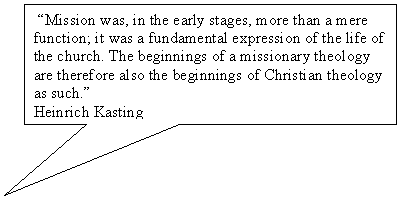 “Mission was, in the early stages, more than a mere
function; it was a fundamental expression of the life of
the church. The beginnings of a missionary theology
are therefore also the beginnings of Christian theology
as such.”
Heinrich Kasting